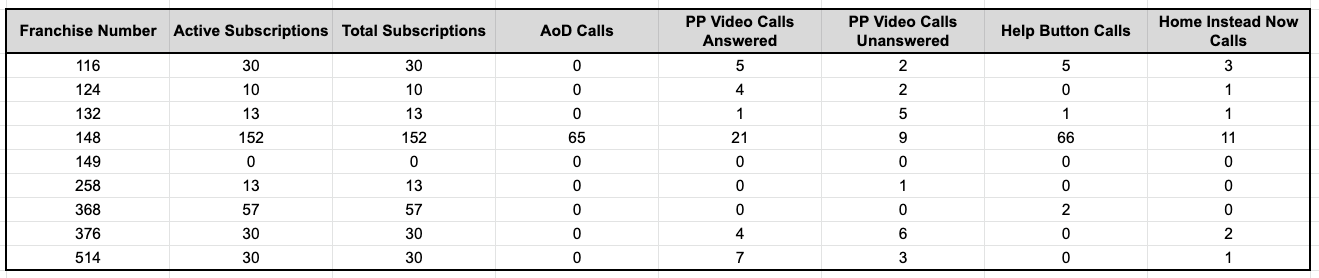 Franchise Number Active Subscriptions Total Subscriptions AoD Calls PP Video Calls Answered PP Video Calls Unanswered Help Button Calls Home Instead Now Calls
116 30 30 0 5 2 5 3
124 10 10 0 4 2 0 1
132 13 13 0 1 5 1 1
148 152 152 65 21 9 66 11
149 0 0 0 0 0 0 0
258 13 13 0 0 1 0 0
368 57 57 0 0 0 2 0
376 30 30 0 4 6 0 2
514 30 30 0 7 3 0 1